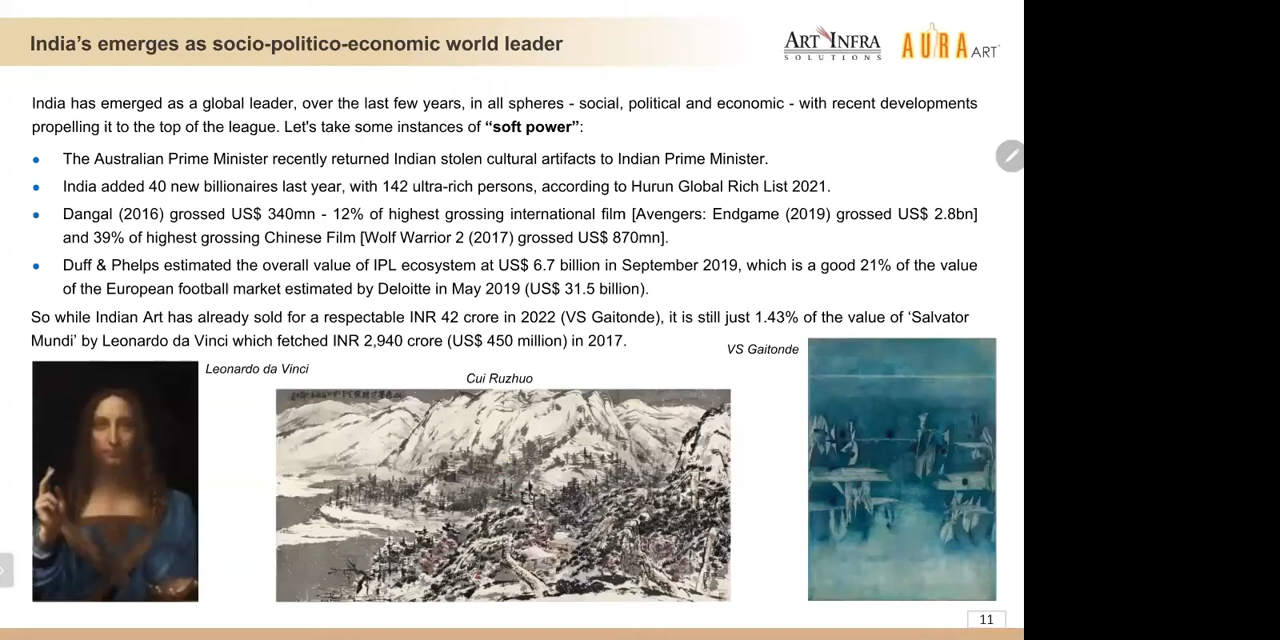 India’s emerges as socio-politico-economic world leader
ART INFRA
SOLUTIONS
AURA ART
India has emerged as a global leader, over the last few years, in all spheres - social, political and economic - with recent developments
propelling it to the top of the league. Let's take some instances of “soft power”:
The Australian Prime Minister recently returned Indian stolen cultural artifacts to Indian Prime Minister.
India added 40 new billionaires last year, with 142 ultra-rich persons, according to Hurun Global Rich List 2021.
Dangal (2016) grossed US$ 340mn - 12% of highest grossing international film [Avengers: Endgame (2019) grossed US$ 2.8bn]
and 39% of highest grossing Chinese Film [Wolf Warrior 2 (2017) grossed US$ 870mn].
Duff & Phelps estimated the overall value of IPL ecosystem at US$ 6.7 billion in September 2019, which is a good 21% of the value
of the European football market estimated by Deloitte in May 2019 (US$ 31.5 billion).
So while Indian Art has already sold for a respectable INR 42 crore in 2022 (VS Gaitonde), it is still just 1.43% of the value of ‘Salvator
Mundi’ by Leonardo da Vinci which fetched INR 2,940 crore (US$ 450 million) in 2017.
VS Gaitonde
Leonardo da Vinci
Cui Ruzhuo
11